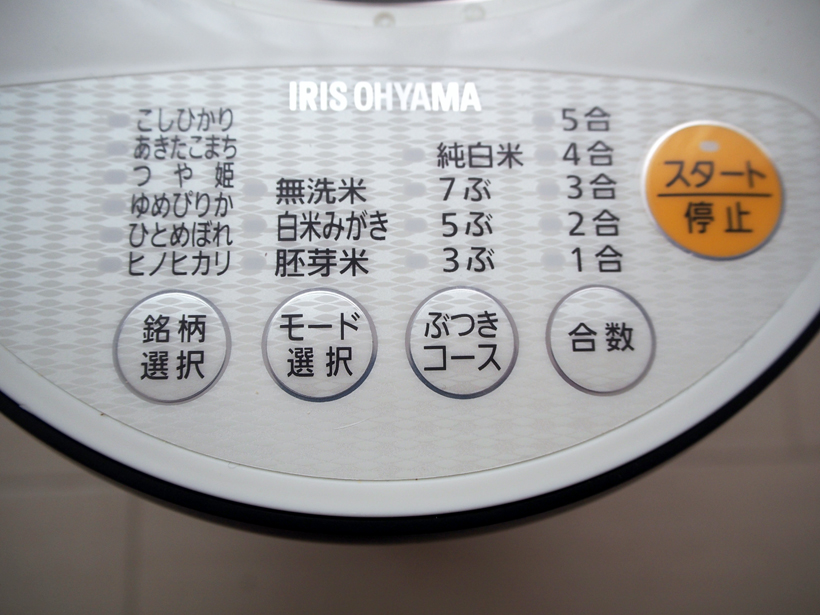 IRIS OHYAMA
こしひかり
あきたこまち
つや姫
ゆめぴりか
ひとめぼれ
ヒノヒカリ
無洗米
白米みがき
胚芽米
純白米
7ぶ
5ぶ
3ぶ
5合
4合
3合
2合
1合
スタート
停止
銘柄
選択
モード
選択
ぶつき
コース
合数